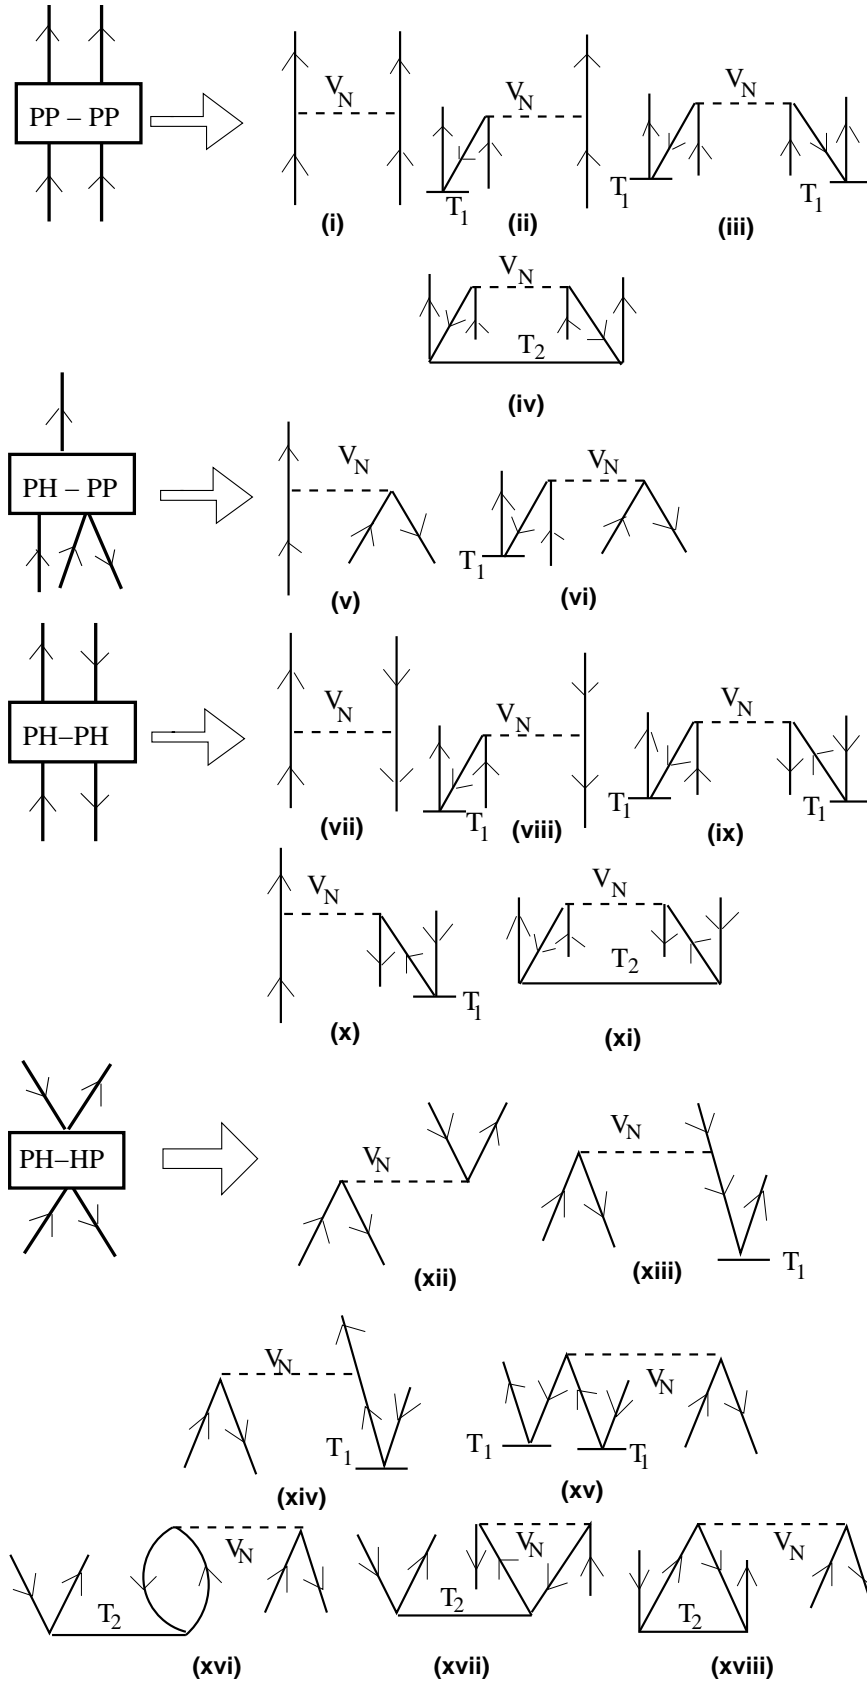 PP – PP
V_N V_N V_N
T_1 T_1 T_1
(i) (ii) (iii)
V_N
T_2
(iv)
PH – PP
V_N V_N
T_1
(v) (vi)
PH–PH
V_N V_N V_N
T_1 T_1 T_1
(vii) (viii) (ix)
V_N V_N
T_2
T_1
(x) (xi)
PH–HP
V_N V_N
T_1
(xii) (xiii)
V_N V_N
T_1 T_1 T_1
(xiv) (xv)
V_N V_N V_N
T_2 T_2 T_2
(xvi) (xvii) (xviii)